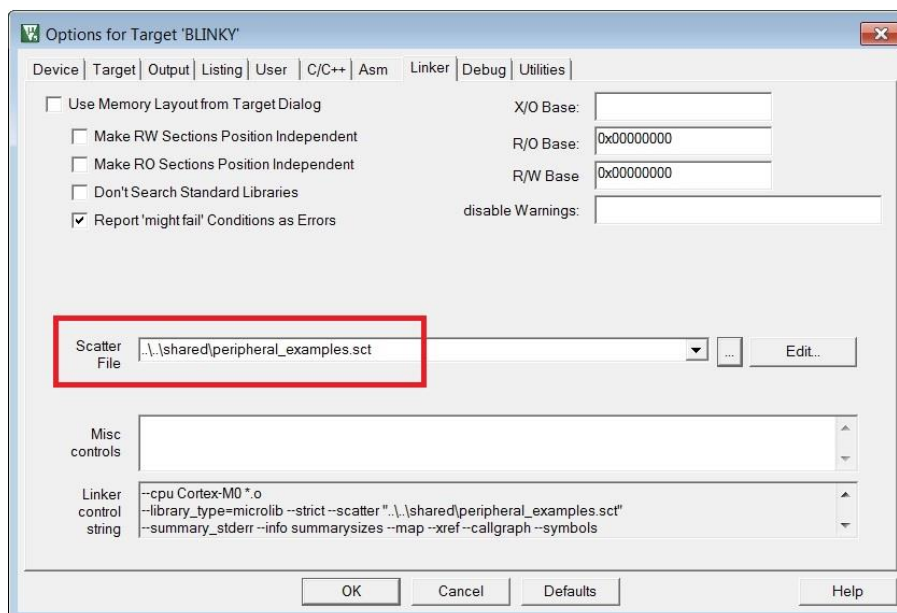 Options for Target 'BLINKY'
Device Target Output Listing User C/C++ Asm Linker Debug Utilities
Use Memory Layout from Target Dialog
Make RW Sections Position Independent
Make RO Sections Position Independent
Don't Search Standard Libraries
Report 'might fail' Conditions as Errors
X/O Base:
R/O Base: 0x00000000
R/W Base 0x00000000
disable Warnings:
Scatter
File
..\..\shared\peripheral_examples.sct
... Edit...
Misc
controls
Linker
control
string
--cpu Cortex-M0 *.o
--library_type=microlib --strict --scatter "..\..\shared\peripheral_examples.sct"
--summary_stderr --info summarysizes --map --xref --callgraph --symbols
OK Cancel Defaults Help